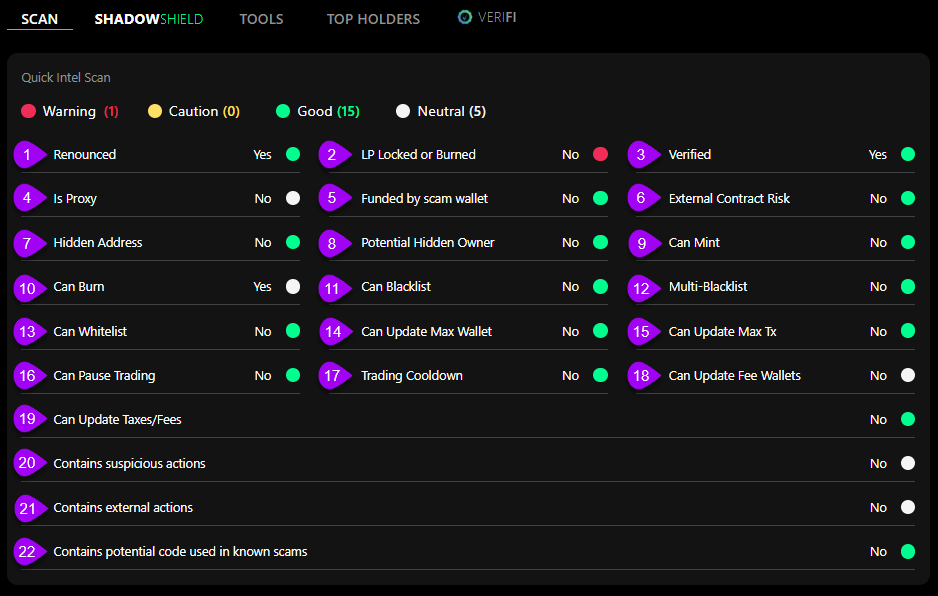 SCAN SHADOWSHIELD TOOLS TOP HOLDERS VERIFI
Quick Intel Scan
Warning (1) Caution (0) Good (15) Neutral (5)
1 Renounced Yes 2 LP Locked or Burned No 3 Verified Yes
4 Is Proxy No 5 Funded by scam wallet No 6 External Contract Risk No
7 Hidden Address No 8 Potential Hidden Owner No 9 Can Mint No
10 Can Burn Yes 11 Can Blacklist No 12 Multi-Blacklist No
13 Can Whitelist No 14 Can Update Max Wallet No 15 Can Update Max Tx No
16 Can Pause Trading No 17 Trading Cooldown No 18 Can Update Fee Wallets No
19 Can Update Taxes/Fees No
20 Contains suspicious actions No
21 Contains external actions No
22 Contains potential code used in known scams No